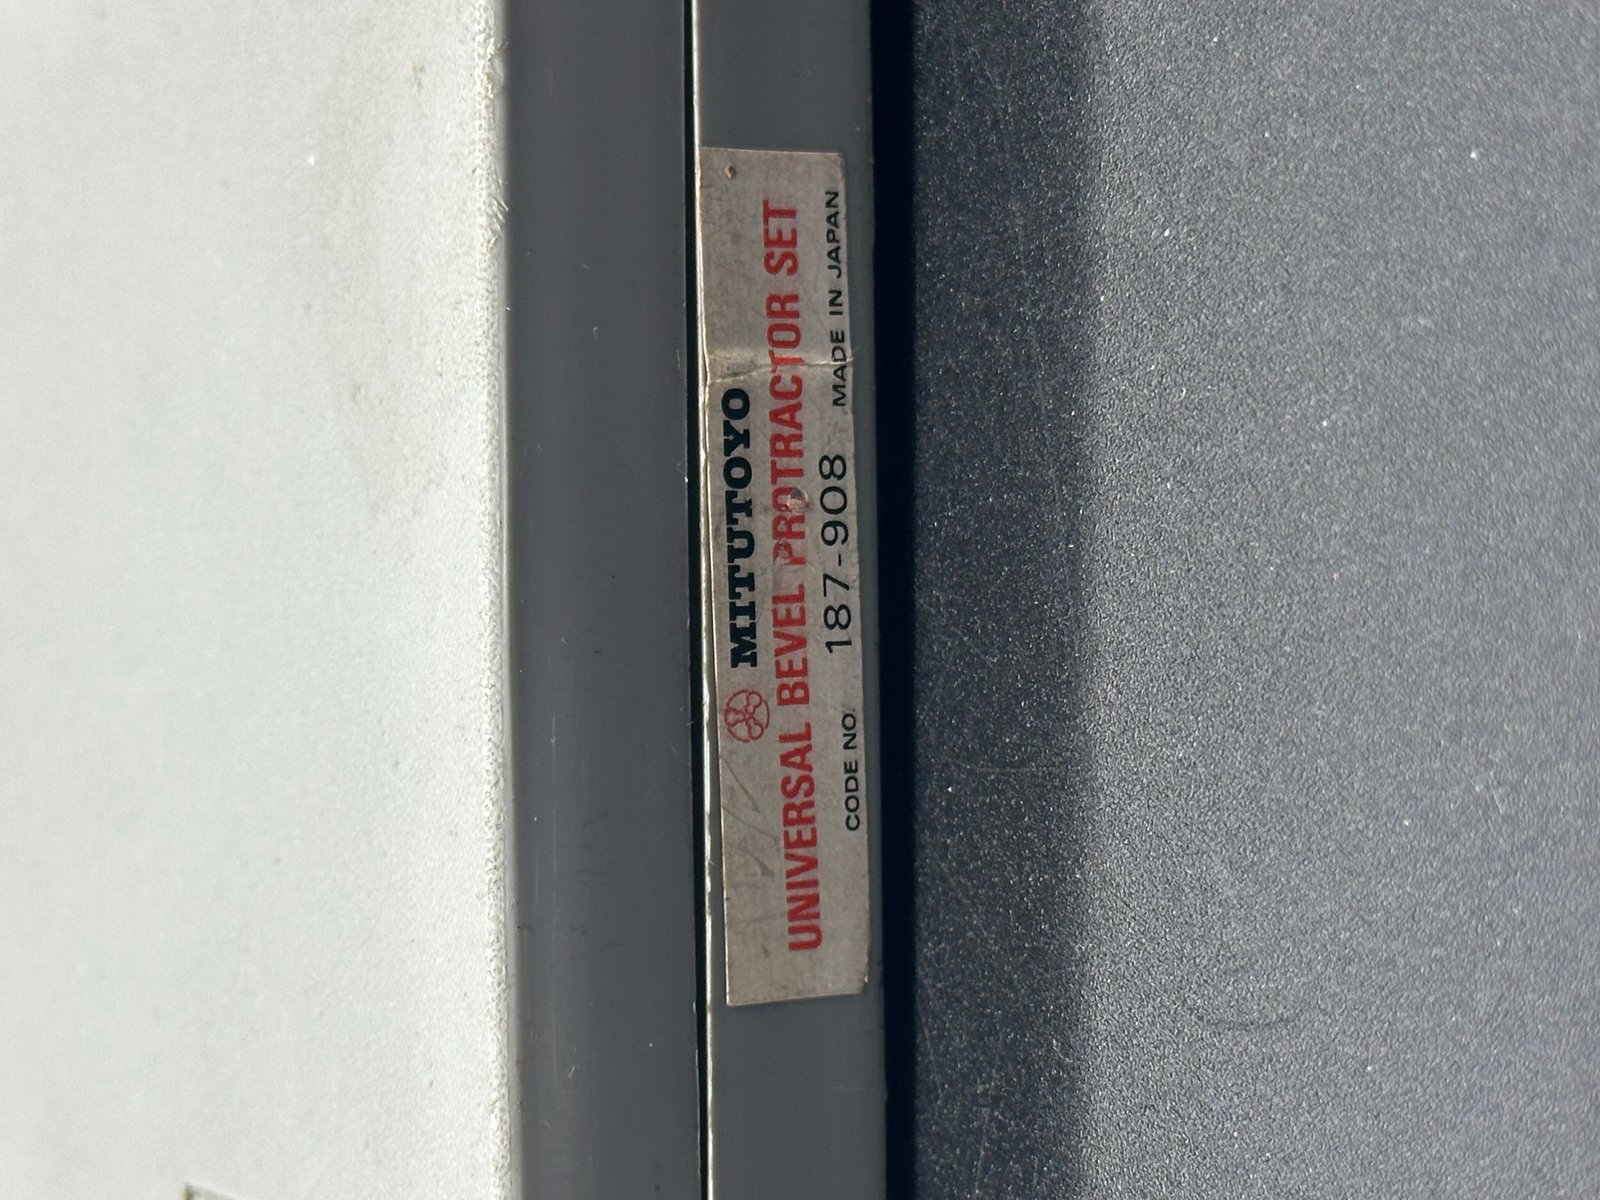 MITUTOYO
UNIVERSAL BEVEL PROTRACTOR SET
CODE NO. 187-908 MADE IN JAPAN